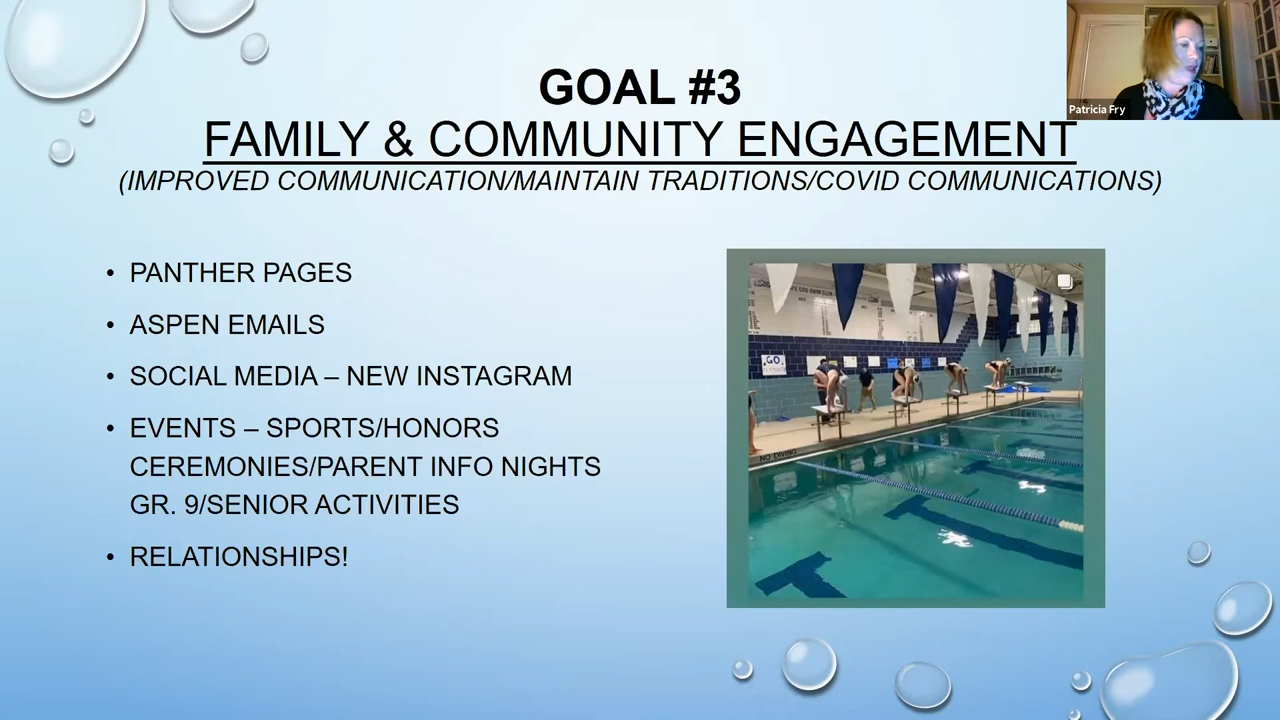 GOAL #3
FAMILY & COMMUNITY ENGAGEMENT
(IMPROVED COMMUNICATION/MAINTAIN TRADITIONS/COVID COMMUNICATIONS)
Patricia Fry
• PANTHER PAGES
• ASPEN EMAILS
• SOCIAL MEDIA – NEW INSTAGRAM
• EVENTS – SPORTS/HONORS
CEREMONIES/PARENT INFO NIGHTS
GR. 9/SENIOR ACTIVITIES
• RELATIONSHIPS!
GO
NO DIVING